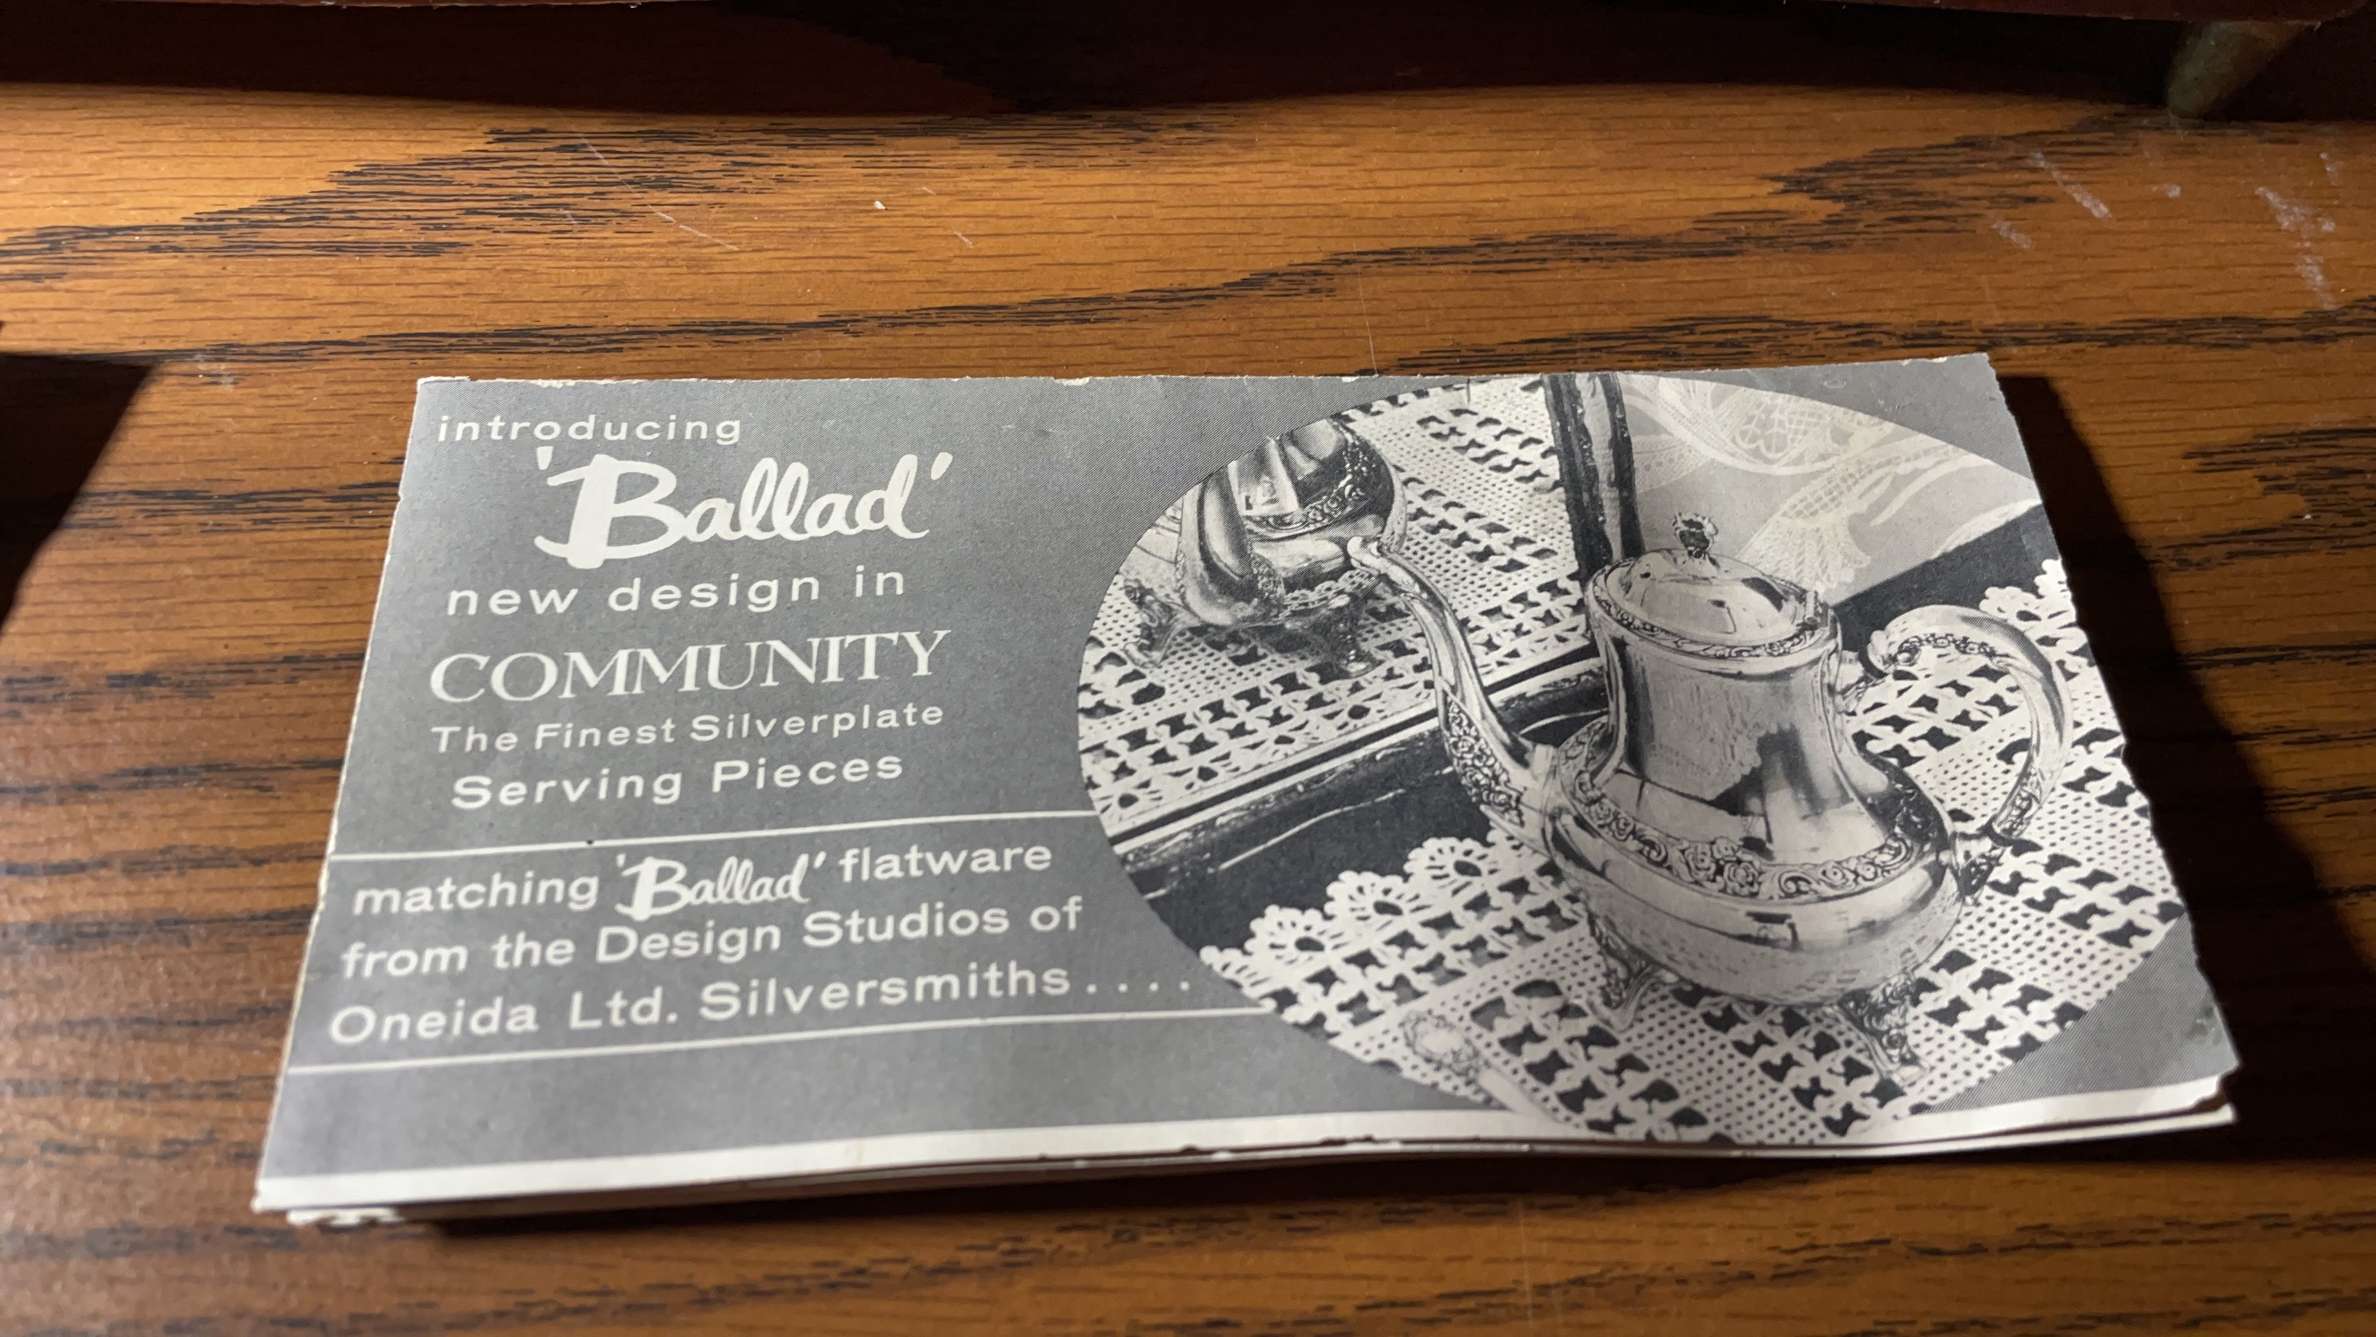 introducing
'Ballad'
new design in
COMMUNITY
The Finest Silverplate
Serving Pieces
matching 'Ballad' flatware
from the Design Studios of
Oneida Ltd. Silversmiths....